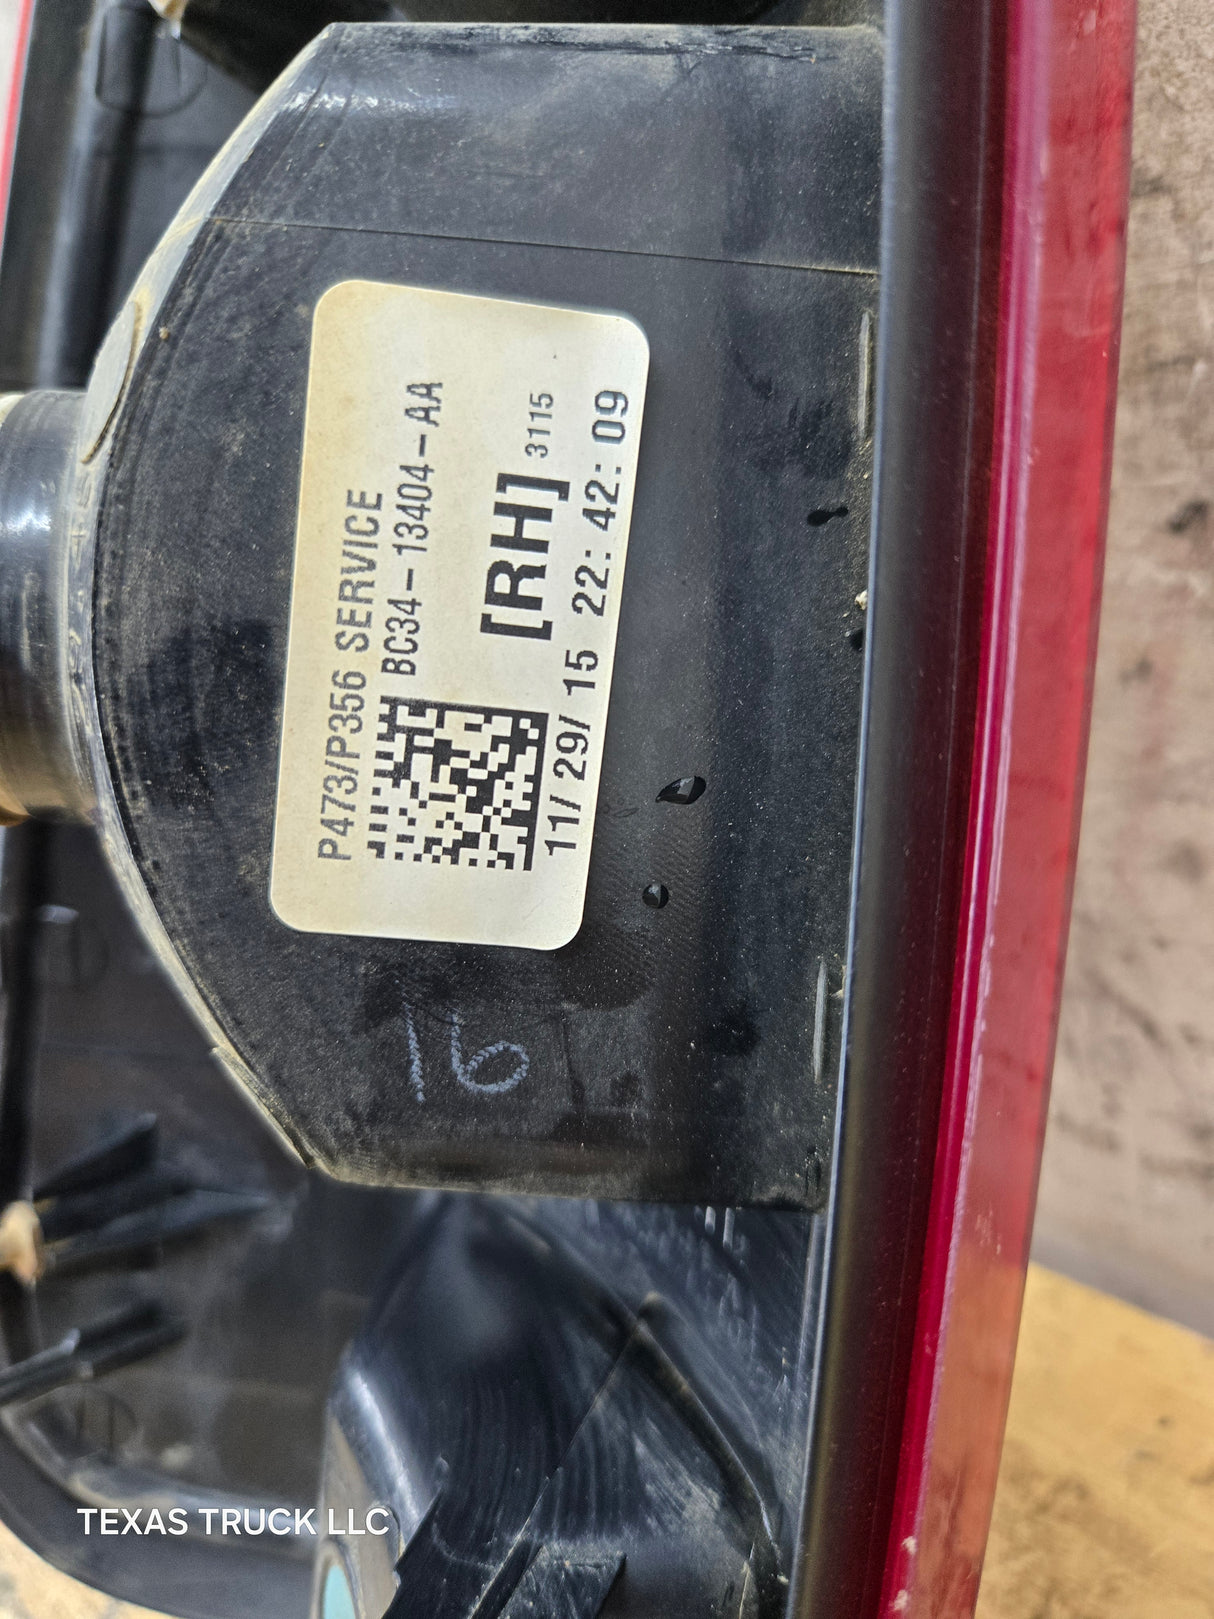 P473/P356 SERVICE
BC34-13404-AA
[RH] 3115
11/29/15 22:42:09
16
TEXAS TRUCK LLC